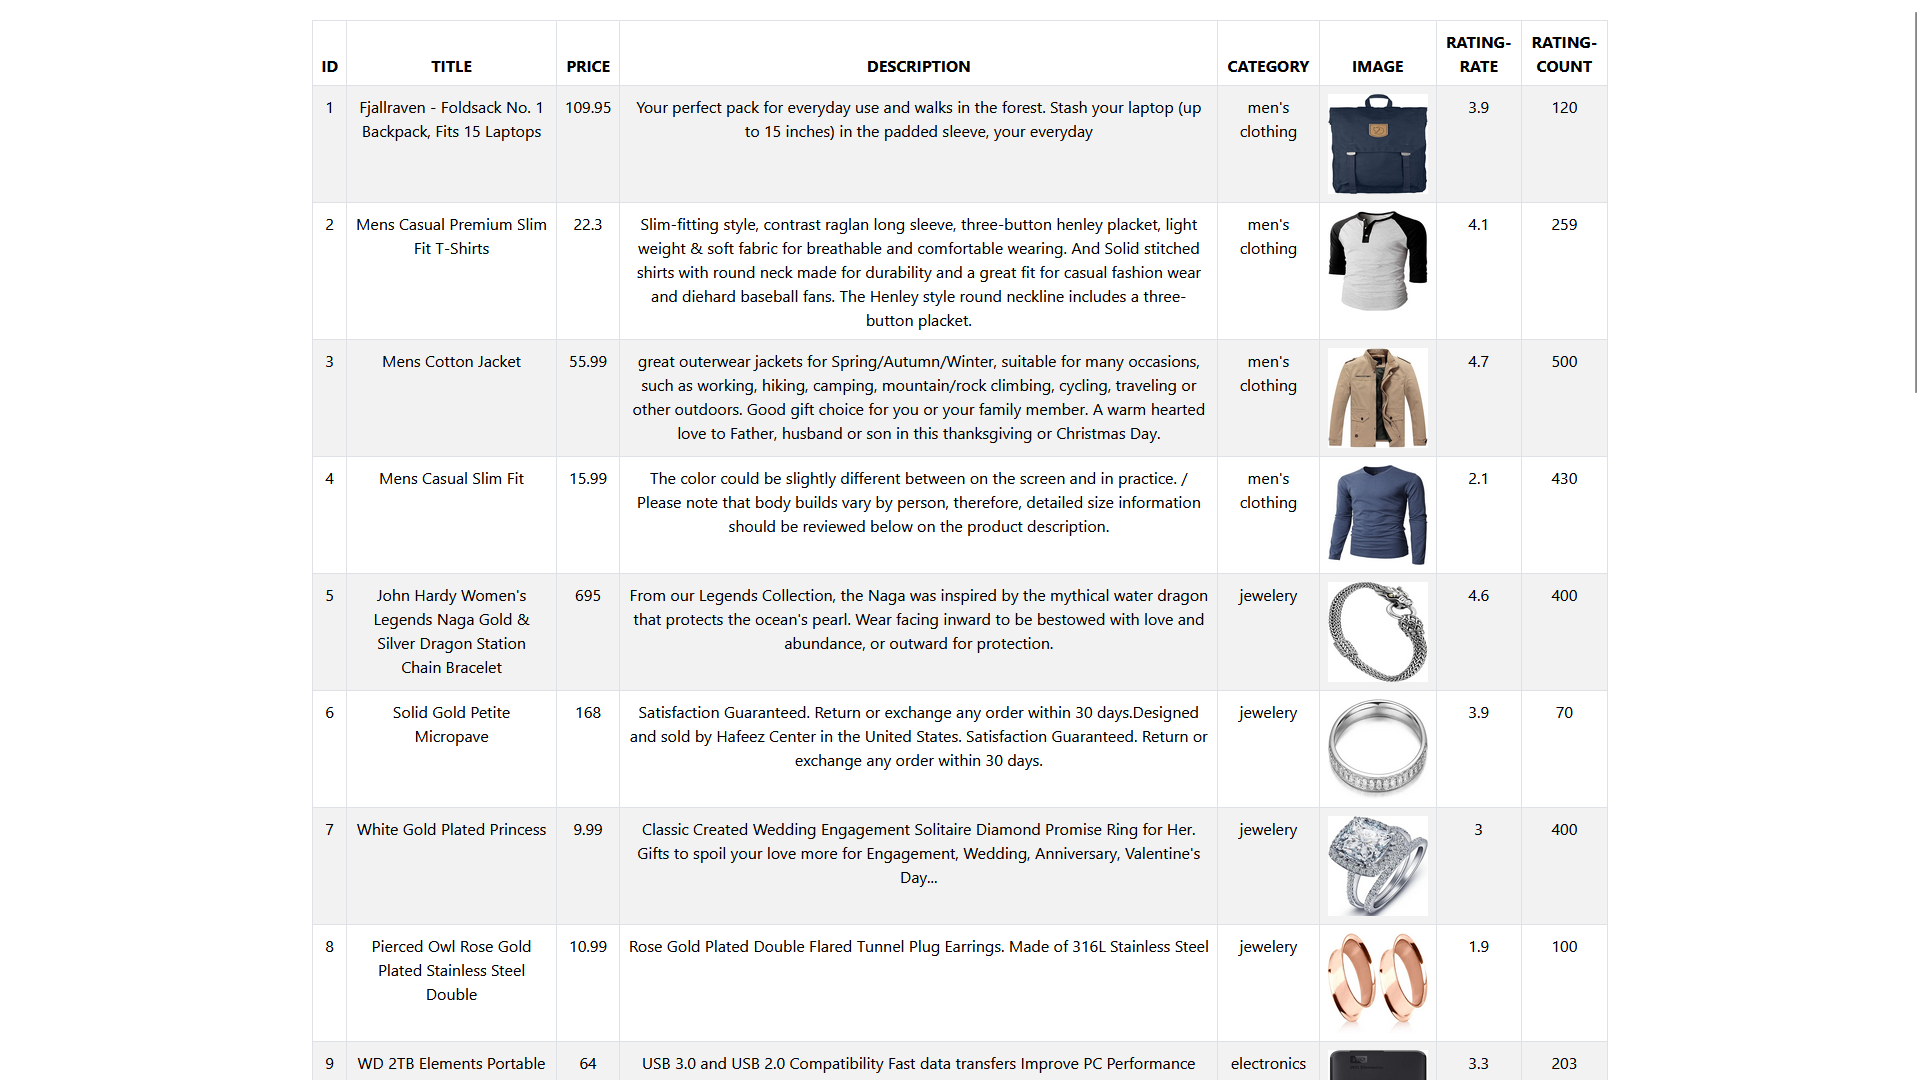 ID TITLE PRICE DESCRIPTION CATEGORY IMAGE RATING-RATE RATING-COUNT
1 Fjallraven - Foldsack No. 1 109.95 Your perfect pack for everyday use and walks in the forest. Stash your laptop (up men's 3.9 120
Backpack, Fits 15 Laptops to 15 inches) in the padded sleeve, your everyday clothing
2 Mens Casual Premium Slim 22.3 Slim-fitting style, contrast raglan long sleeve, three-button henley placket, light men's 4.1 259
Fit T-Shirts weight & soft fabric for breathable and comfortable wearing. And Solid stitched clothing
shirts with round neck made for durability and a great fit for casual fashion wear
and diehard baseball fans. The Henley style round neckline includes a three-
button placket.
3 Mens Cotton Jacket 55.99 great outerwear jackets for Spring/Autumn/Winter, suitable for many occasions, men's 4.7 500
such as working, hiking, camping, mountain/rock climbing, cycling, traveling or clothing
other outdoors. Good gift choice for you or your family member. A warm hearted
love to Father, husband or son in this thanksgiving or Christmas Day.
4 Mens Casual Slim Fit 15.99 The color could be slightly different between on the screen and in practice. / men's 2.1 430
Please note that body builds vary by person, therefore, detailed size information clothing
should be reviewed below on the product description.
5 John Hardy Women's 695 From our Legends Collection, the Naga was inspired by the mythical water dragon jewelery 4.6 400
Legends Naga Gold & that protects the ocean's pearl. Wear facing inward to be bestowed with love and
Silver Dragon Station abundance, or outward for protection.
Chain Bracelet
6 Solid Gold Petite 168 Satisfaction Guaranteed. Return or exchange any order within 30 days.Designed jewelery 3.9 70
Micropave and sold by Hafeez Center in the United States. Satisfaction Guaranteed. Return or
exchange any order within 30 days.
7 White Gold Plated Princess 9.99 Classic Created Wedding Engagement Solitaire Diamond Promise Ring for Her. jewelery 3 400
Gifts to spoil your love more for Engagement, Wedding, Anniversary, Valentine's
Day...
8 Pierced Owl Rose Gold 10.99 Rose Gold Plated Double Flared Tunnel Plug Earrings. Made of 316L Stainless Steel jewelery 1.9 100
Plated Stainless Steel
Double
9 WD 2TB Elements Portable 64 USB 3.0 and USB 2.0 Compatibility Fast data transfers Improve PC Performance electronics 3.3 203